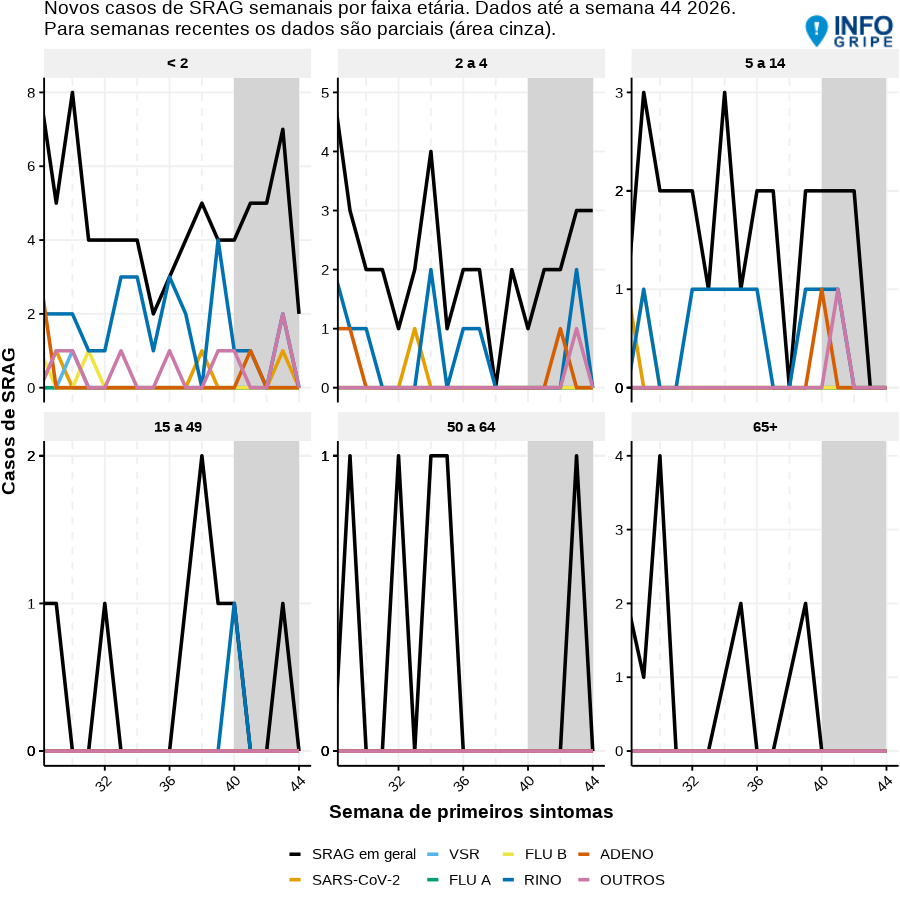 Novos casos de SRAG semanais por faixa etária. Dados até a semana 44 2026.
Para semanas recentes os dados são parciais (área cinza).
INFO
GRIPE
< 2
2 a 4
5 a 14
8
6
4
2
0
5
4
3
2
1
0
3
2
1
0
Casos de SRAG
15 a 49
50 a 64
65+
2
1
0
1
0
4
3
2
1
0
32 36 40 44
32 36 40 44
32 36 40 44
Semana de primeiros sintomas
SRAG em geral VSR FLU B ADENO
SARS-CoV-2 FLU A RINO OUTROS